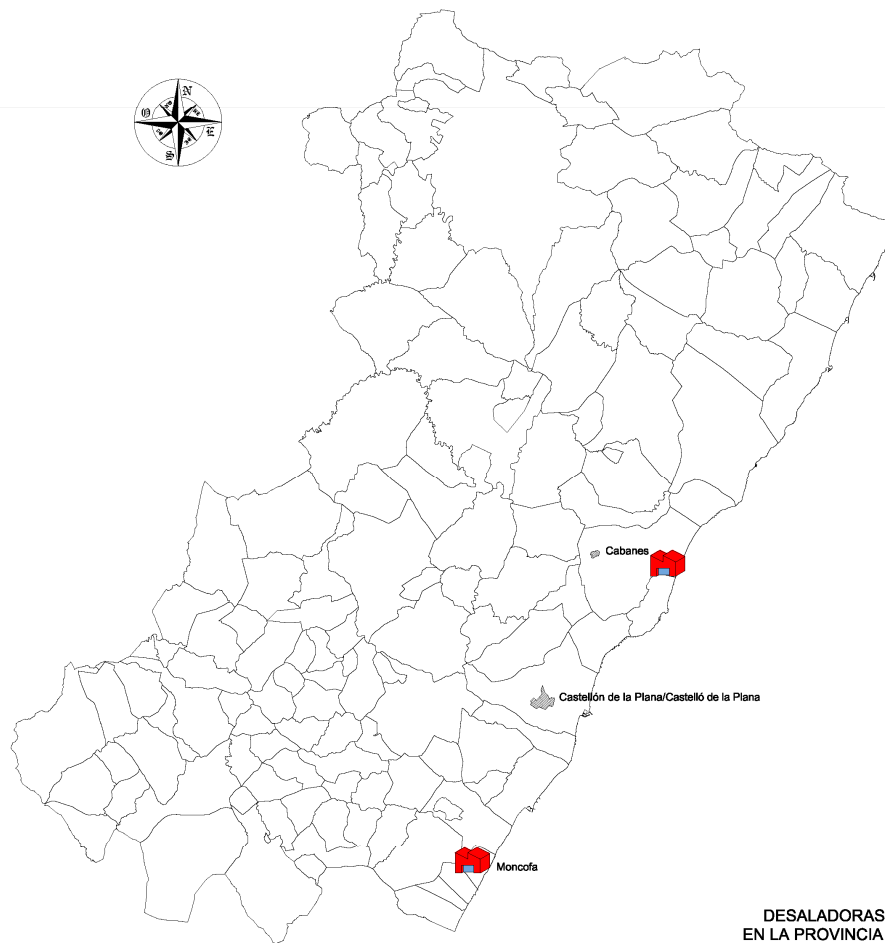 N
O
E
S
Cabanes
Castellón de la Plana/Castelló de la Plana
Moncofa
DESALADORAS
EN LA PROVINCIA